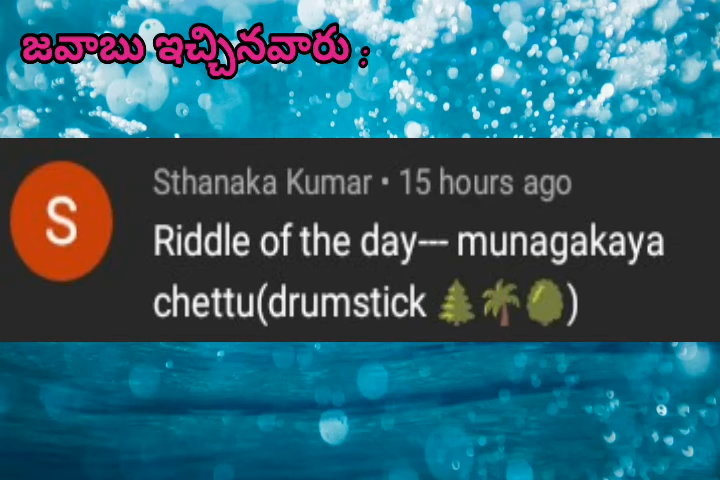 జవాబు ఇచ్చినవారు :
S
Sthanaka Kumar • 15 hours ago
Riddle of the day--- munagakaya
chettu(drumstick 🌲🌴🍈)